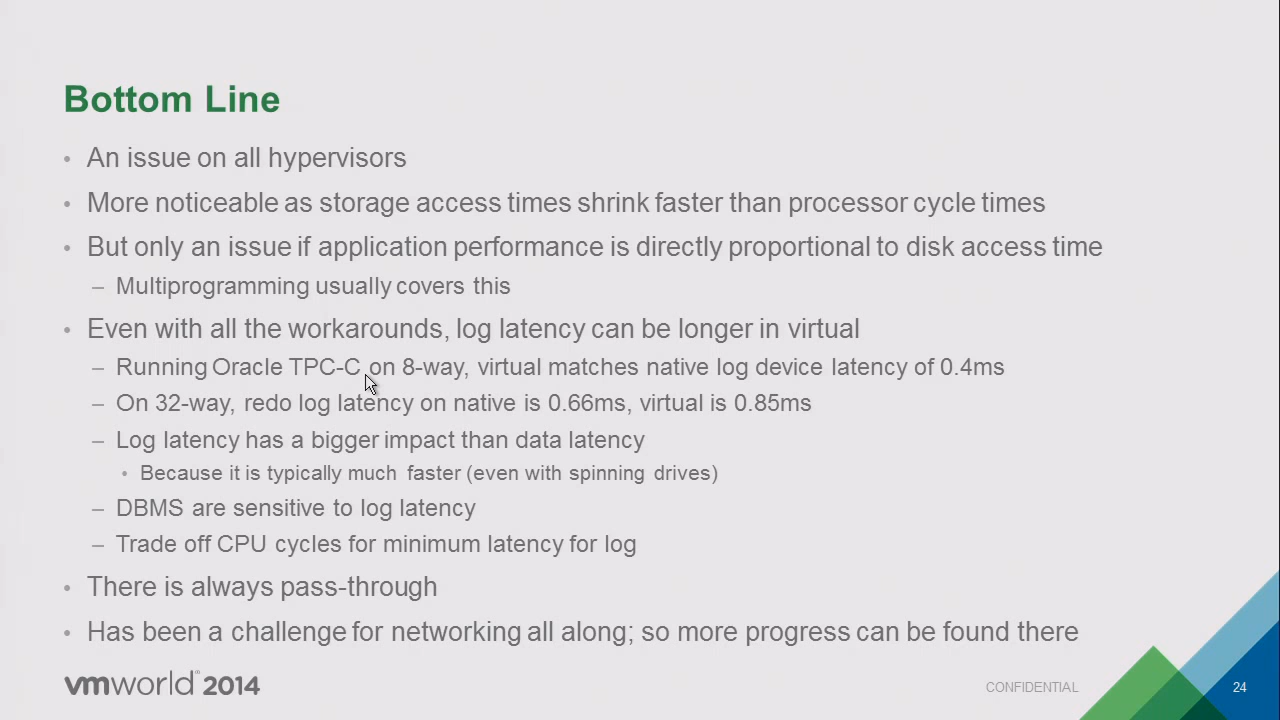 Bottom Line
• An issue on all hypervisors
• More noticeable as storage access times shrink faster than processor cycle times
• But only an issue if application performance is directly proportional to disk access time
– Multiprogramming usually covers this
• Even with all the workarounds, log latency can be longer in virtual
– Running Oracle TPC-C on 8-way, virtual matches native log device latency of 0.4ms
– On 32-way, redo log latency on native is 0.66ms, virtual is 0.85ms
– Log latency has a bigger impact than data latency
• Because it is typically much faster (even with spinning drives)
– DBMS are sensitive to log latency
– Trade off CPU cycles for minimum latency for log
• There is always pass-through
• Has been a challenge for networking all along; so more progress can be found there
vmworld™ 2014
CONFIDENTIAL
24